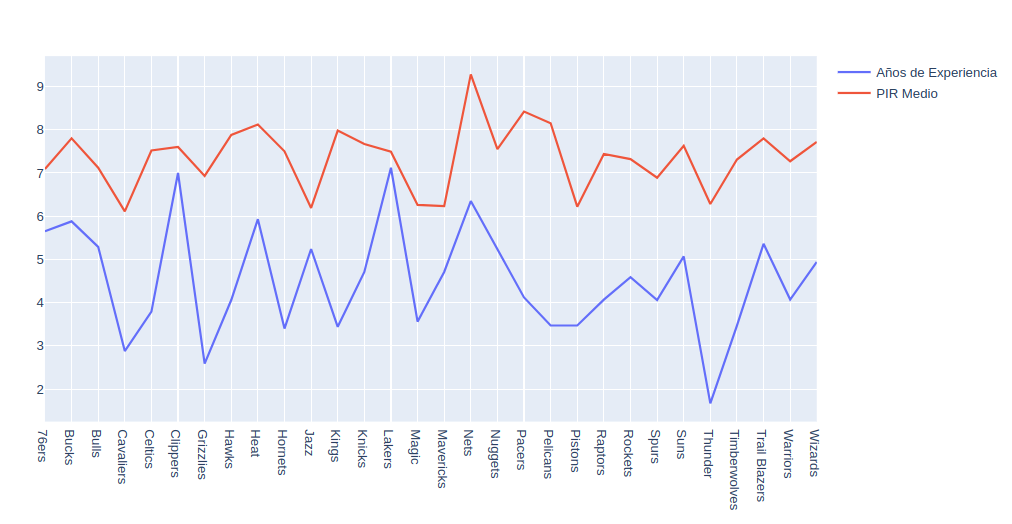 Años de Experiencia
PIR Medio
9
8
7
6
5
4
3
2
76ers
Bucks
Bulls
Cavaliers
Celtics
Clippers
Grizzlies
Hawks
Heat
Hornets
Jazz
Kings
Knicks
Lakers
Magic
Mavericks
Nets
Nuggets
Pacers
Pelicans
Pistons
Raptors
Rockets
Spurs
Suns
Thunder
Timberwolves
Trail Blazers
Warriors
Wizards